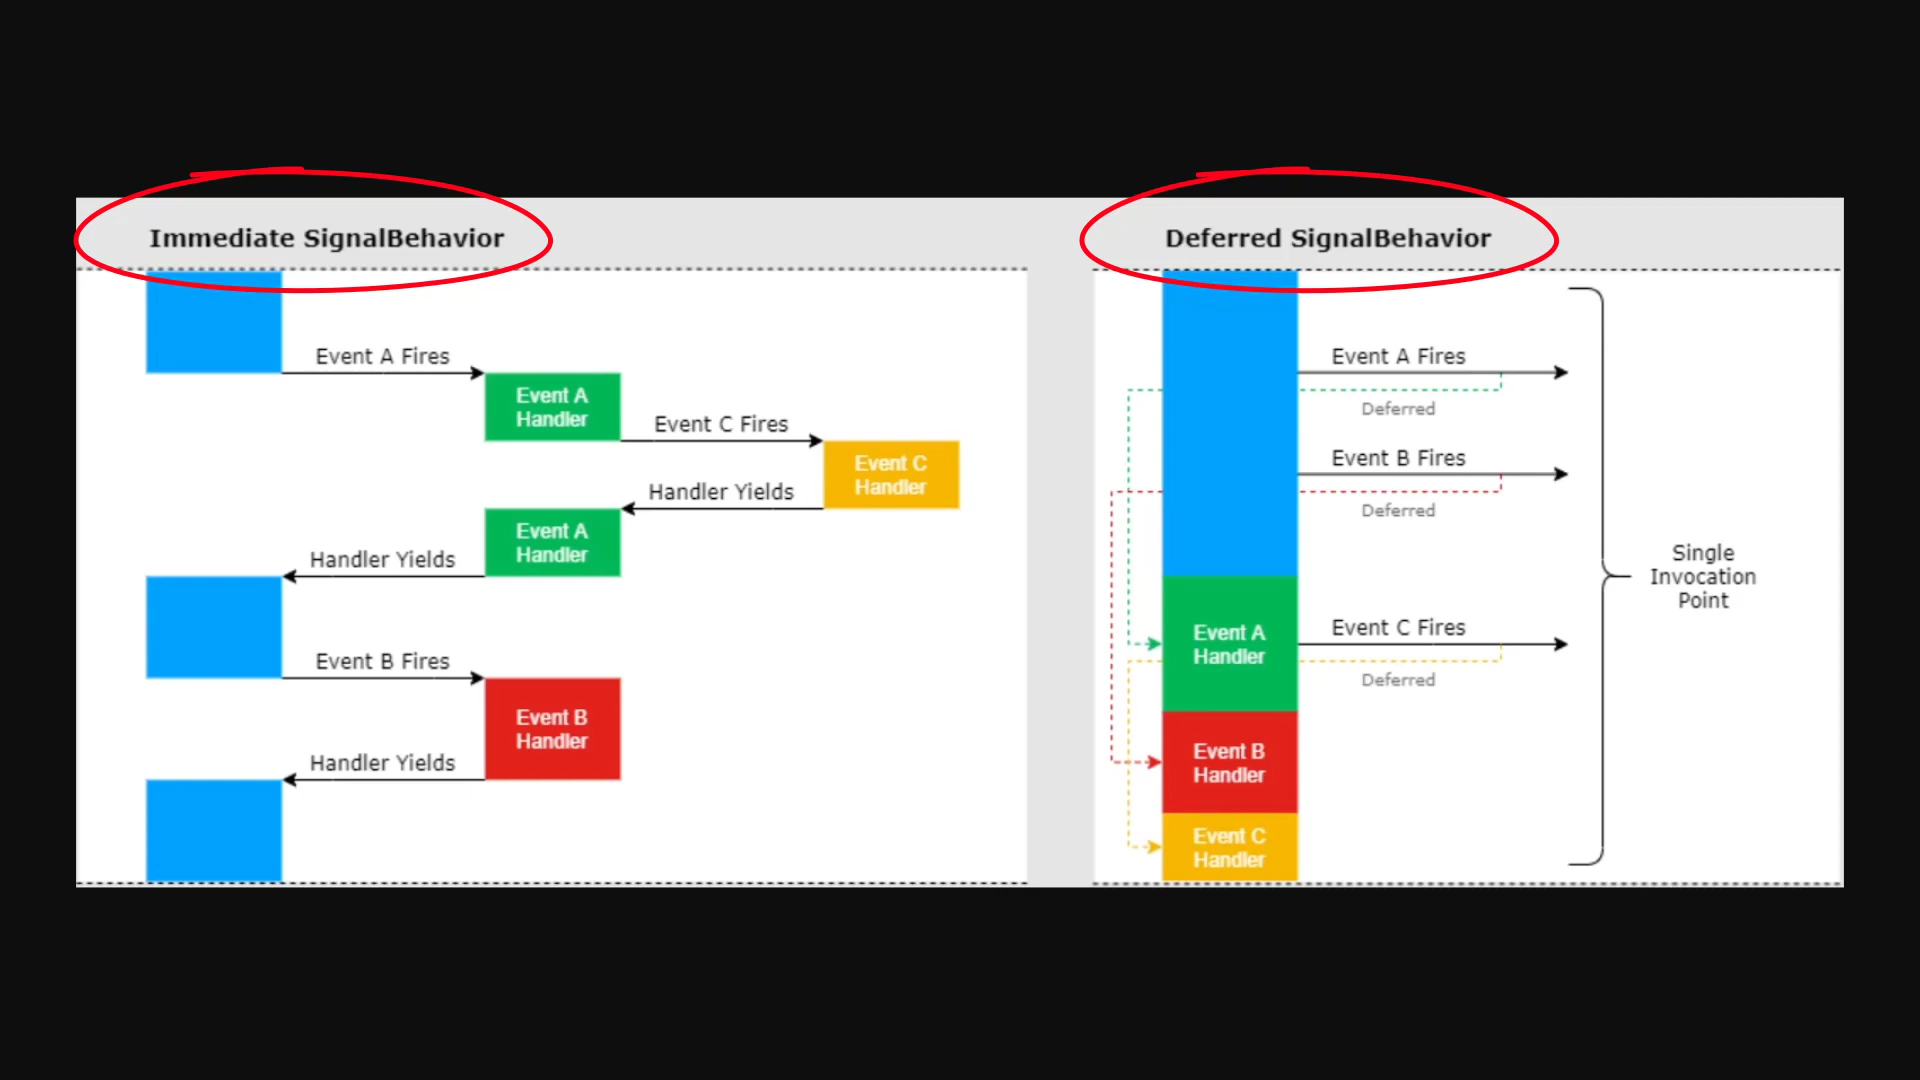 Immediate SignalBehavior
Event A Fires
Event A
Handler
Event C Fires
Event C
Handler
Handler Yields
Event A
Handler
Handler Yields
Event B Fires
Event B
Handler
Handler Yields
Deferred SignalBehavior
Event A Fires
Deferred
Event B Fires
Deferred
Single
Invocation
Point
Event A
Handler
Event C Fires
Deferred
Event B
Handler
Event C
Handler